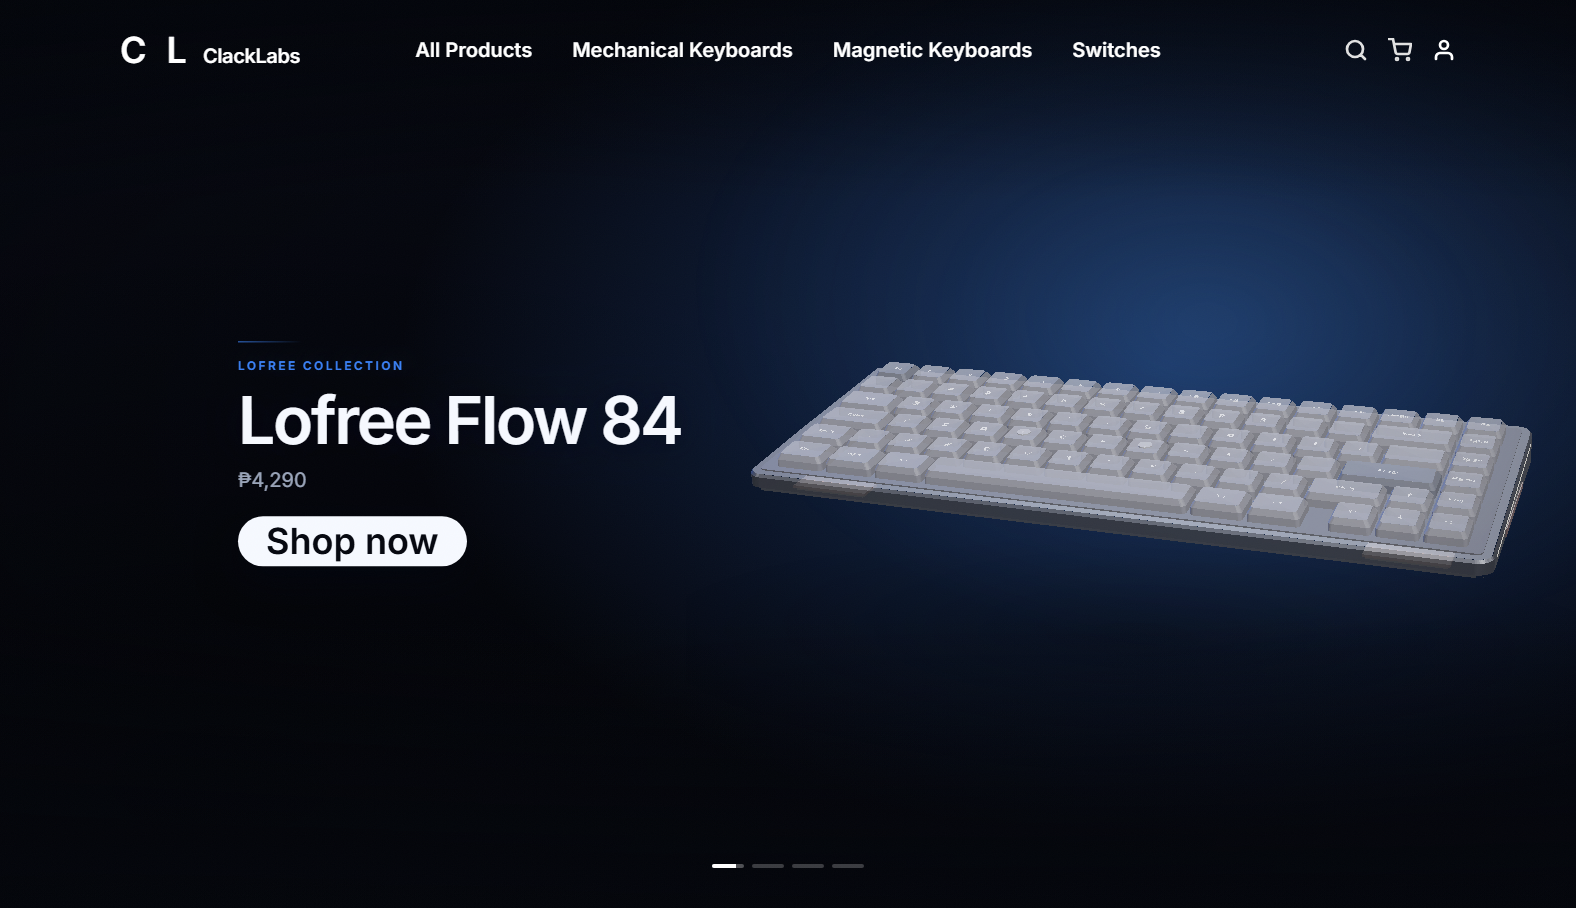 C L ClackLabs All Products Mechanical Keyboards Magnetic Keyboards Switches
LOFREE COLLECTION
Lofree Flow 84
₱4,290
Shop now